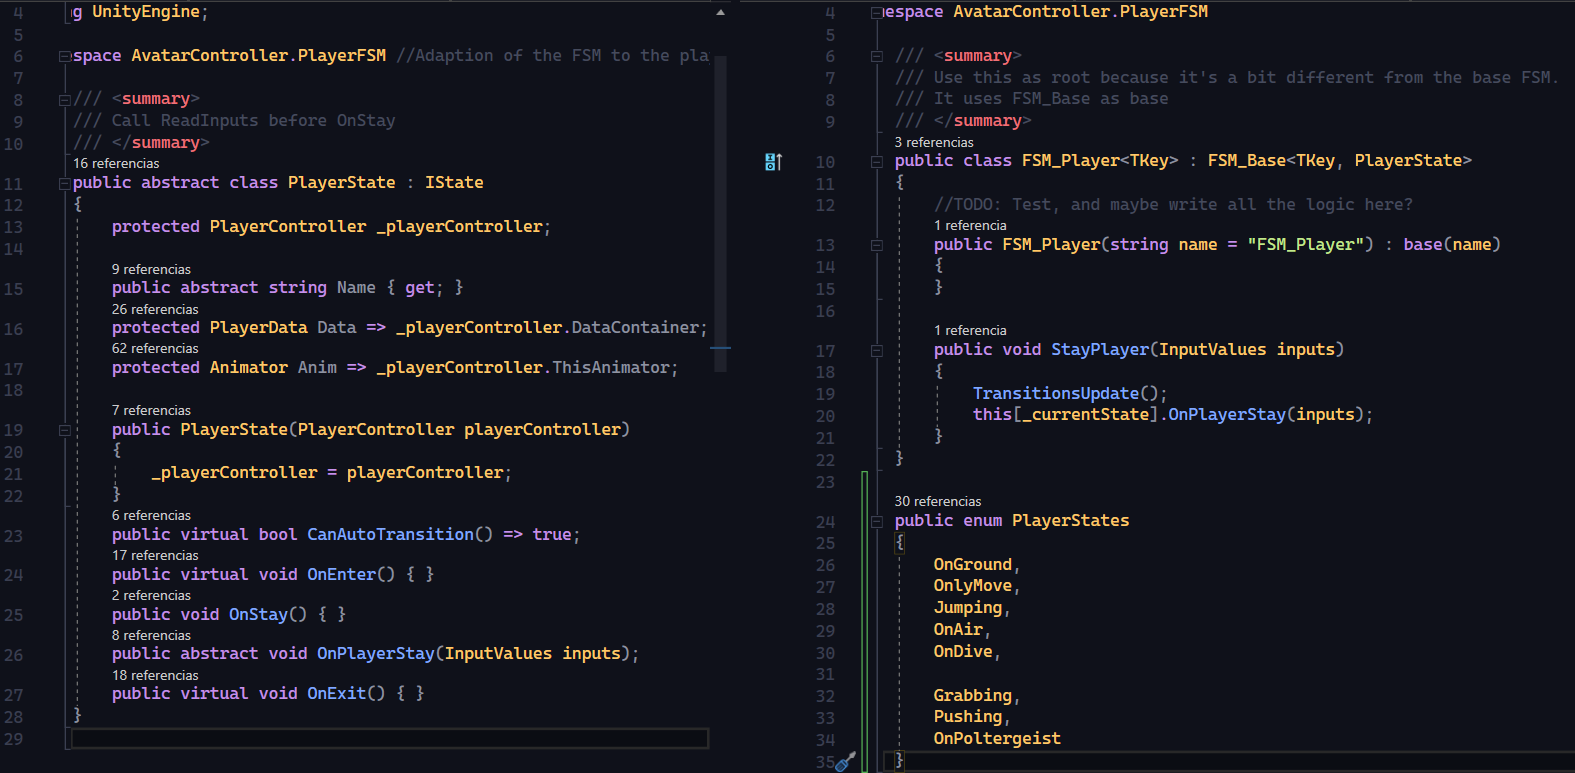 4 g UnityEngine;
5
6 space AvatarController.PlayerFSM //Adaption of the FSM to the pla
7
8 /// <summary>
9 /// Call ReadInputs before OnStay
10 /// </summary>
16 referencias
11 public abstract class PlayerState : IState
12 {
13 protected PlayerController _playerController;
14
9 referencias
15 public abstract string Name { get; }
26 referencias
16 protected PlayerData Data => _playerController.DataContainer;
62 referencias
17 protected Animator Anim => _playerController.ThisAnimator;
18
7 referencias
19 public PlayerState(PlayerController playerController)
20 {
21 _playerController = playerController;
22 }
6 referencias
23 public virtual bool CanAutoTransition() => true;
17 referencias
24 public virtual void OnEnter() { }
2 referencias
25 public void OnStay() { }
8 referencias
26 public abstract void OnPlayerStay(InputValues inputs);
18 referencias
27 public virtual void OnExit() { }
28 }
29
4 espace AvatarController.PlayerFSM
5
6 /// <summary>
7 /// Use this as root because it's a bit different from the base FSM.
8 /// It uses FSM_Base as base
9 /// </summary>
3 referencias
10 public class FSM_Player<TKey> : FSM_Base<TKey, PlayerState>
11 {
12 //TODO: Test, and maybe write all the logic here?
1 referencia
13 public FSM_Player(string name = "FSM_Player") : base(name)
14 {
15 }
16
1 referencia
17 public void StayPlayer(InputValues inputs)
18 {
19 TransitionsUpdate();
20 this[_currentState].OnPlayerStay(inputs);
21 }
22 }
23
30 referencias
24 public enum PlayerStates
25 {
26 OnGround,
27 OnlyMove,
28 Jumping,
29 OnAir,
30 OnDive,
31
32 Grabbing,
33 Pushing,
34 OnPoltergeist
35 }